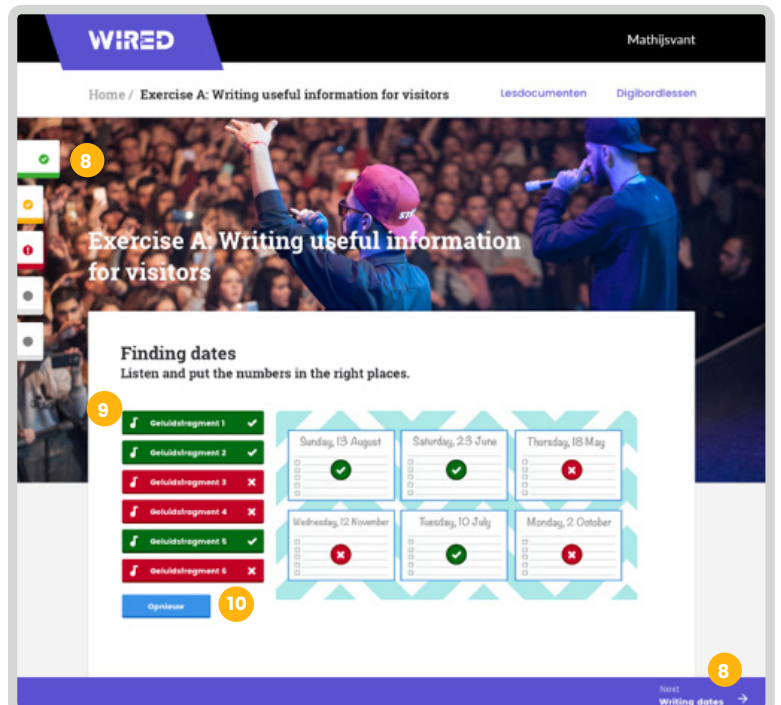 WIRED
Mathijsvant
Home / Exercise A: Writing useful information for visitors
Lesdocumenten
Digibordlessen
8
STÉ
Exercise A: Writing useful information
for visitors
Finding dates
Listen and put the numbers in the right places.
9
Geluidsfragment 1
Geluidsfragment 2
Geluidsfragment 3
Geluidsfragment 4
Geluidsfragment 5
Geluidsfragment 6
Sunday, 13 August
Saturday, 23 June
Thursday, 18 May
Wednesday, 12 November
Tuesday, 10 July
Monday, 2 October
Opnieuw
10
8
Next
Writing dates